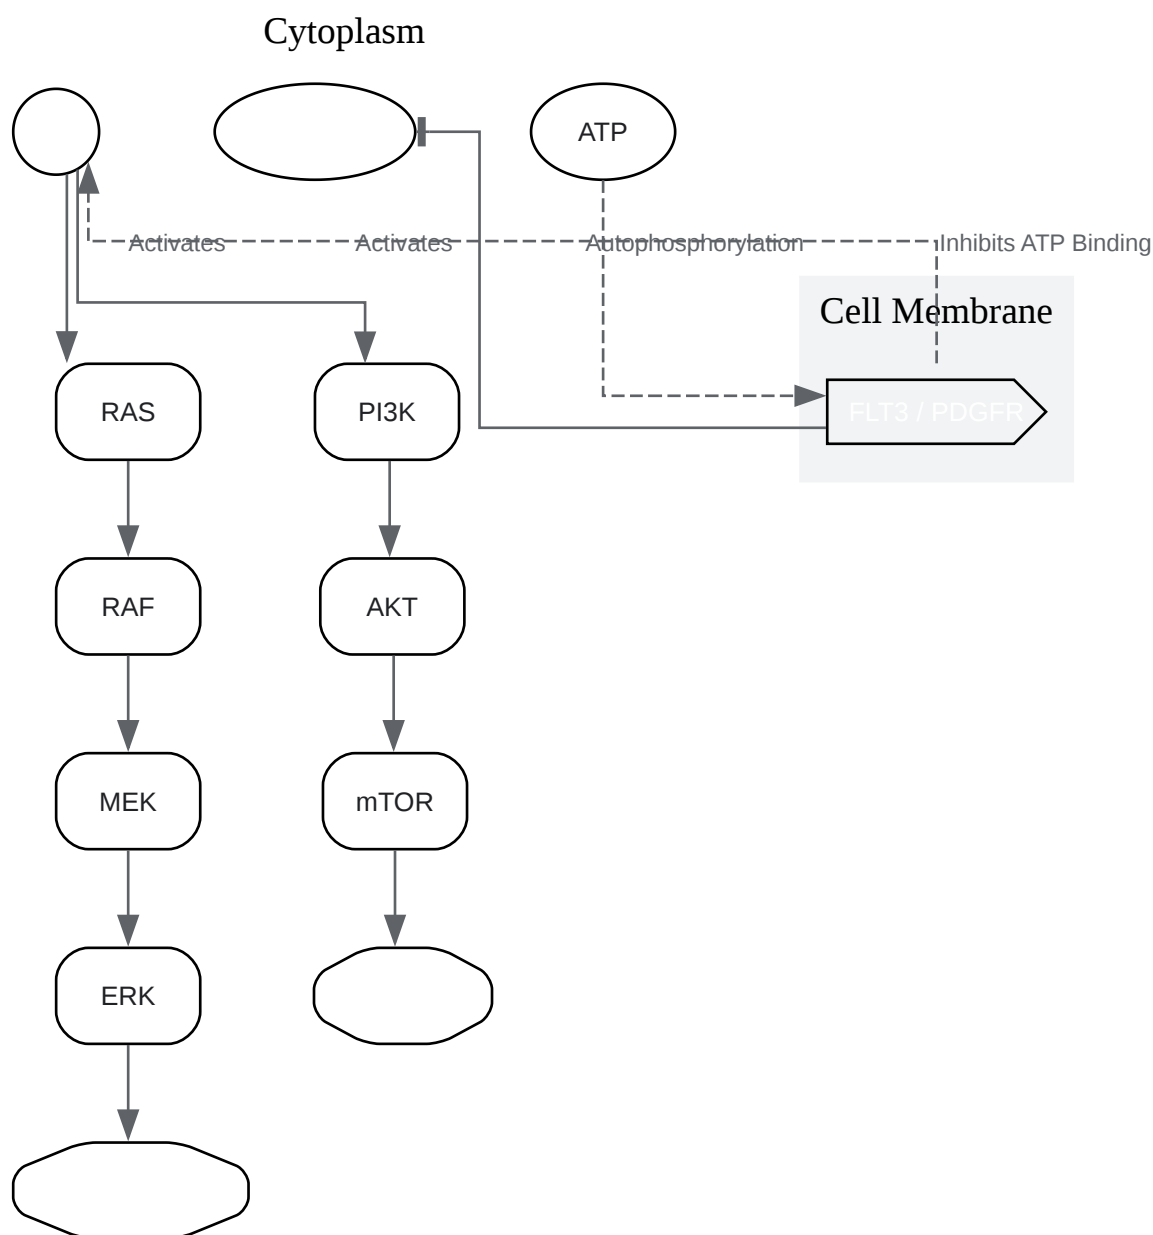 Cytoplasm
ATP
Activates
Activates
Autophosphorylation
Inhibits ATP Binding
Cell Membrane
RAS
PI3K
FLT3 / PDGFR
RAF
AKT
MEK
mTOR
ERK